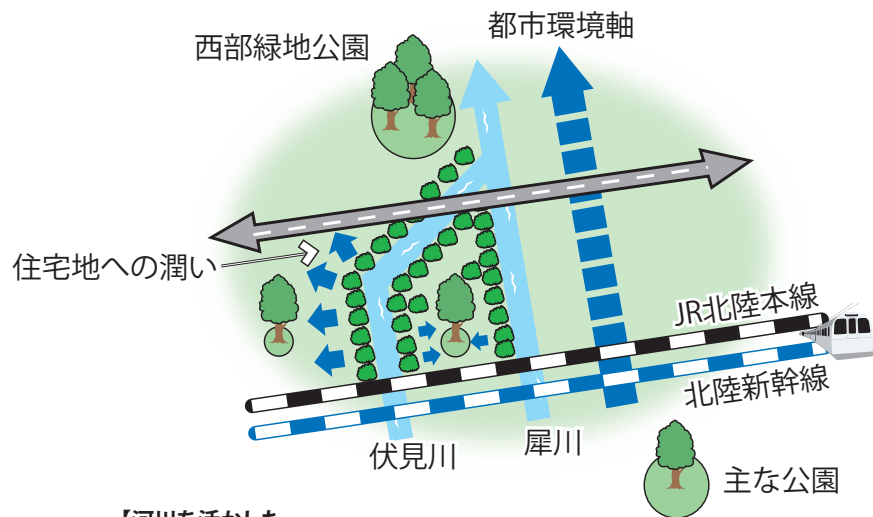 西部緑地公園
都市環境軸
住宅地への潤い
JR北陸本線
北陸新幹線
伏見川
犀川
主な公園